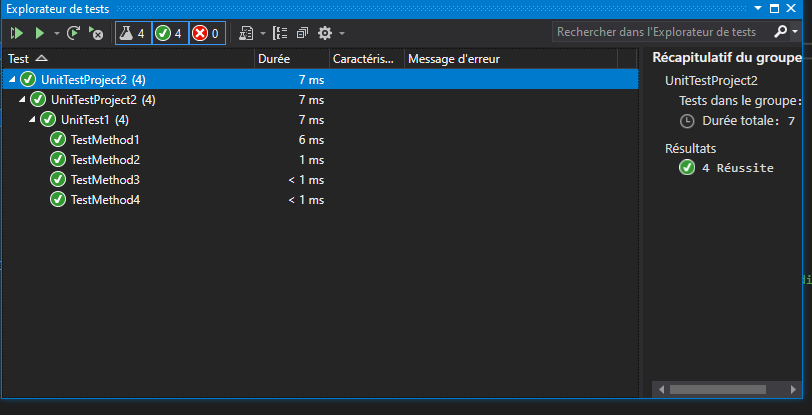 Explorateur de tests
4 4 0
Rechercher dans l'Explorateur de tests
Test Durée Caractéris... Message d'erreur
UnitTestProject2 (4) 7 ms
UnitTestProject2 (4) 7 ms
UnitTest1 (4) 7 ms
TestMethod1 6 ms
TestMethod2 1 ms
TestMethod3 < 1 ms
TestMethod4 < 1 ms
Récapitulatif du groupe
UnitTestProject2
Tests dans le groupe:
Durée totale: 7
Résultats
4 Réussite
di